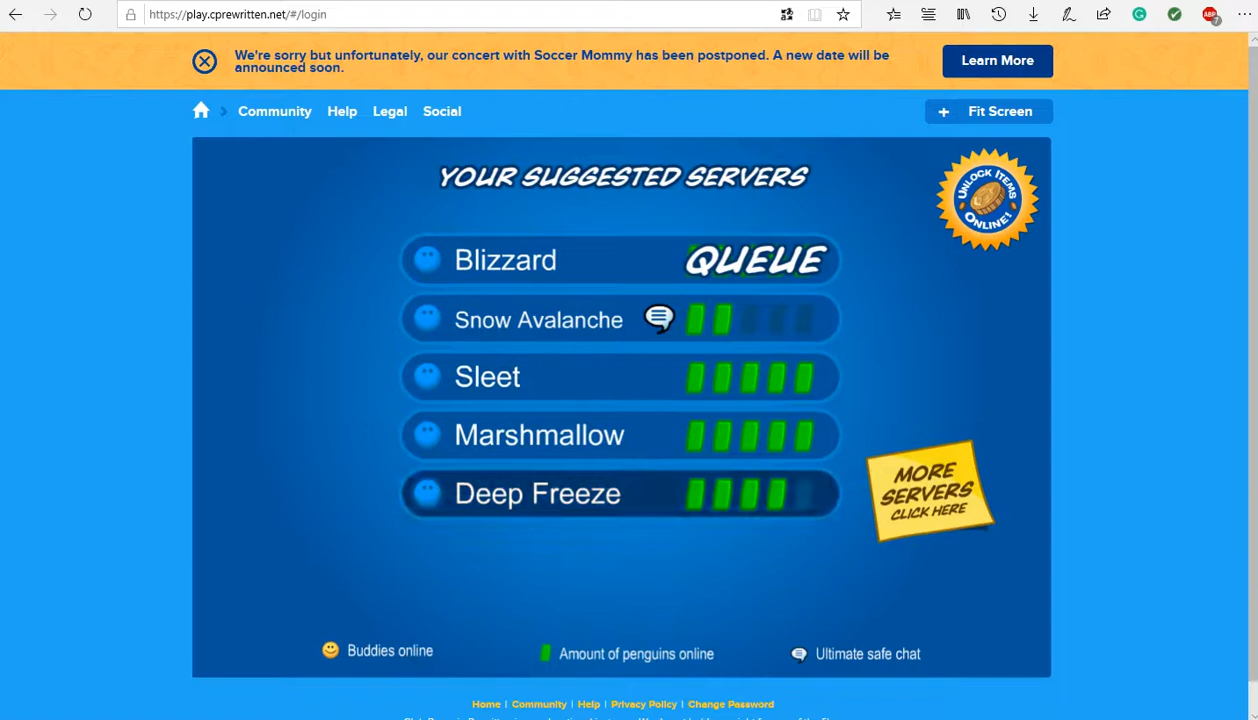 https://play.cprewritten.net/#/login
ABP
7
We're sorry but unfortunately, our concert with Soccer Mommy has been postponed. A new date will be
announced soon.
Learn More
Community Help Legal Social
+ Fit Screen
YOUR SUGGESTED SERVERS
UNLOCK ITEMS
ONLINE!
Blizzard QUEUE
Snow Avalanche
Sleet
Marshmallow
Deep Freeze
MORE
SERVERS
CLICK HERE
Buddies online
Amount of penguins online
Ultimate safe chat
Home | Community | Help | Privacy Policy | Change Password